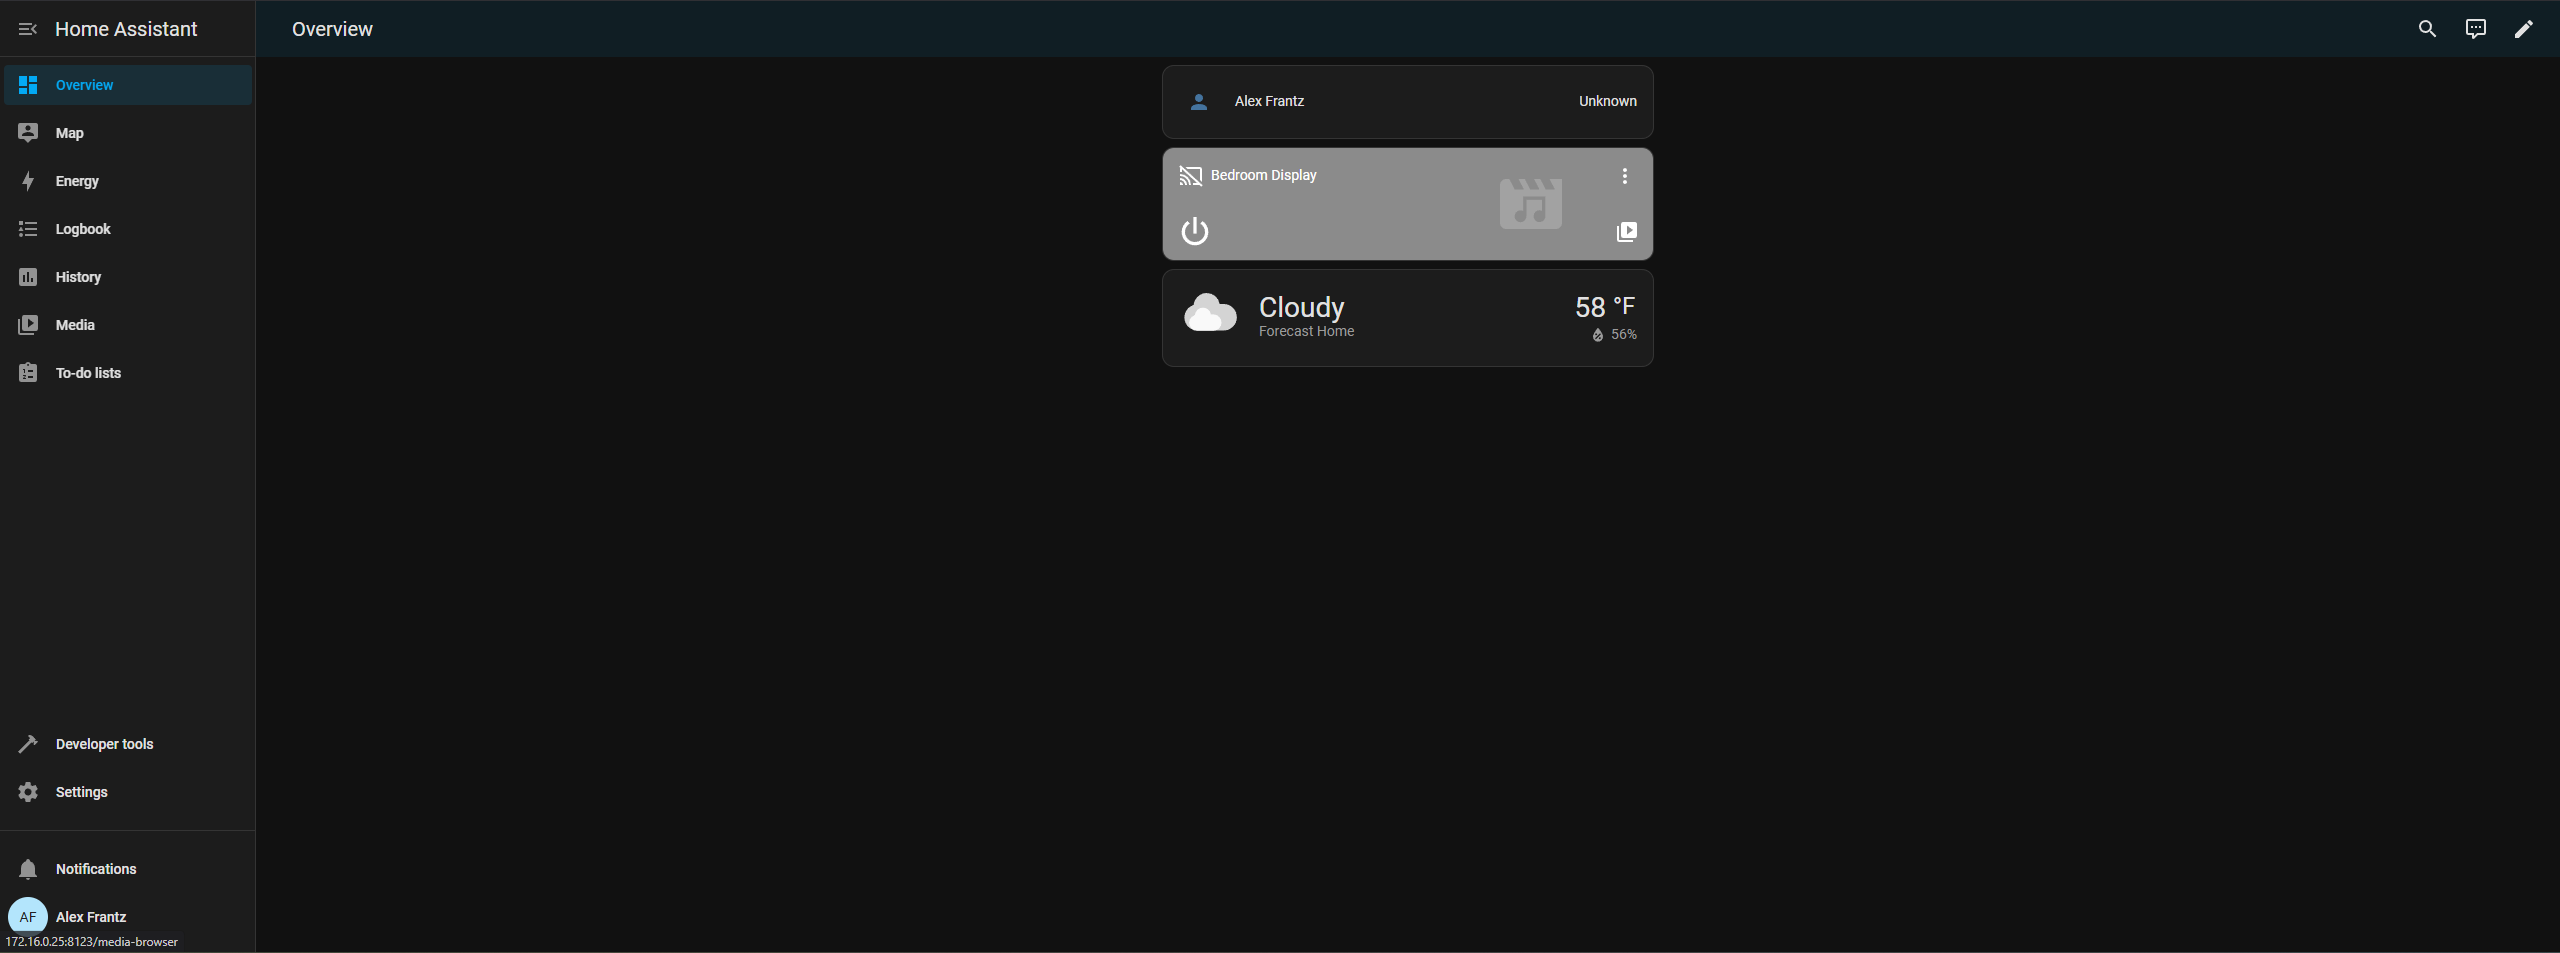 Home Assistant
Overview
Map
Energy
Logbook
History
Media
To-do lists
Developer tools
Settings
Notifications
AF
Alex Frantz
172.16.0.25:8123/media-browser
Overview
Alex Frantz
Unknown
Bedroom Display
Cloudy
Forecast Home
58 °F
56%